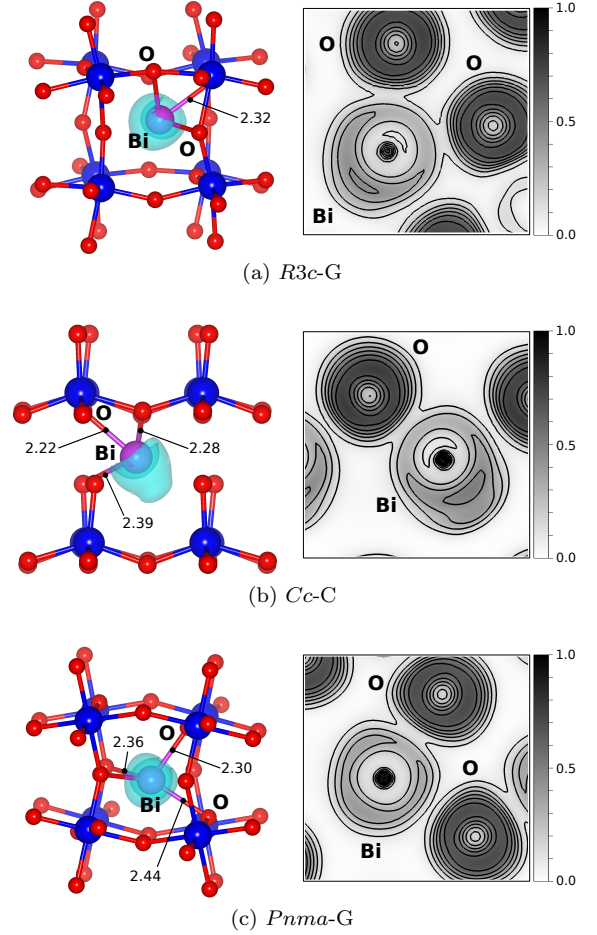 O
2.32
Bi
O
O
O
Bi
1.0
0.5
0.0
(a) R3c-G
O
2.22
Bi
2.28
2.39
O
Bi
1.0
0.5
0.0
(b) Cc-C
O
2.36
2.30
Bi
O
2.44
O
O
Bi
1.0
0.5
0.0
(c) Pnma-G